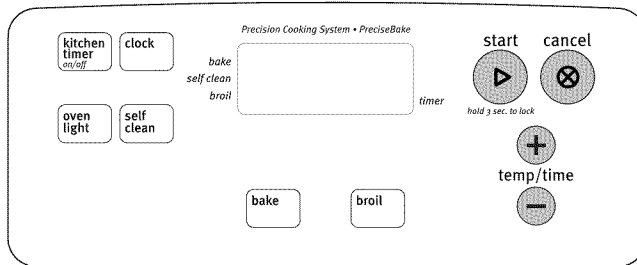 Precision Cooking System • PreciseBake
kitchen
timer
on/off
clock
start
cancel
bake
self clean
broil
timer
hold 3 sec. to lock
oven
light
self
clean
temp/time
bake
broil